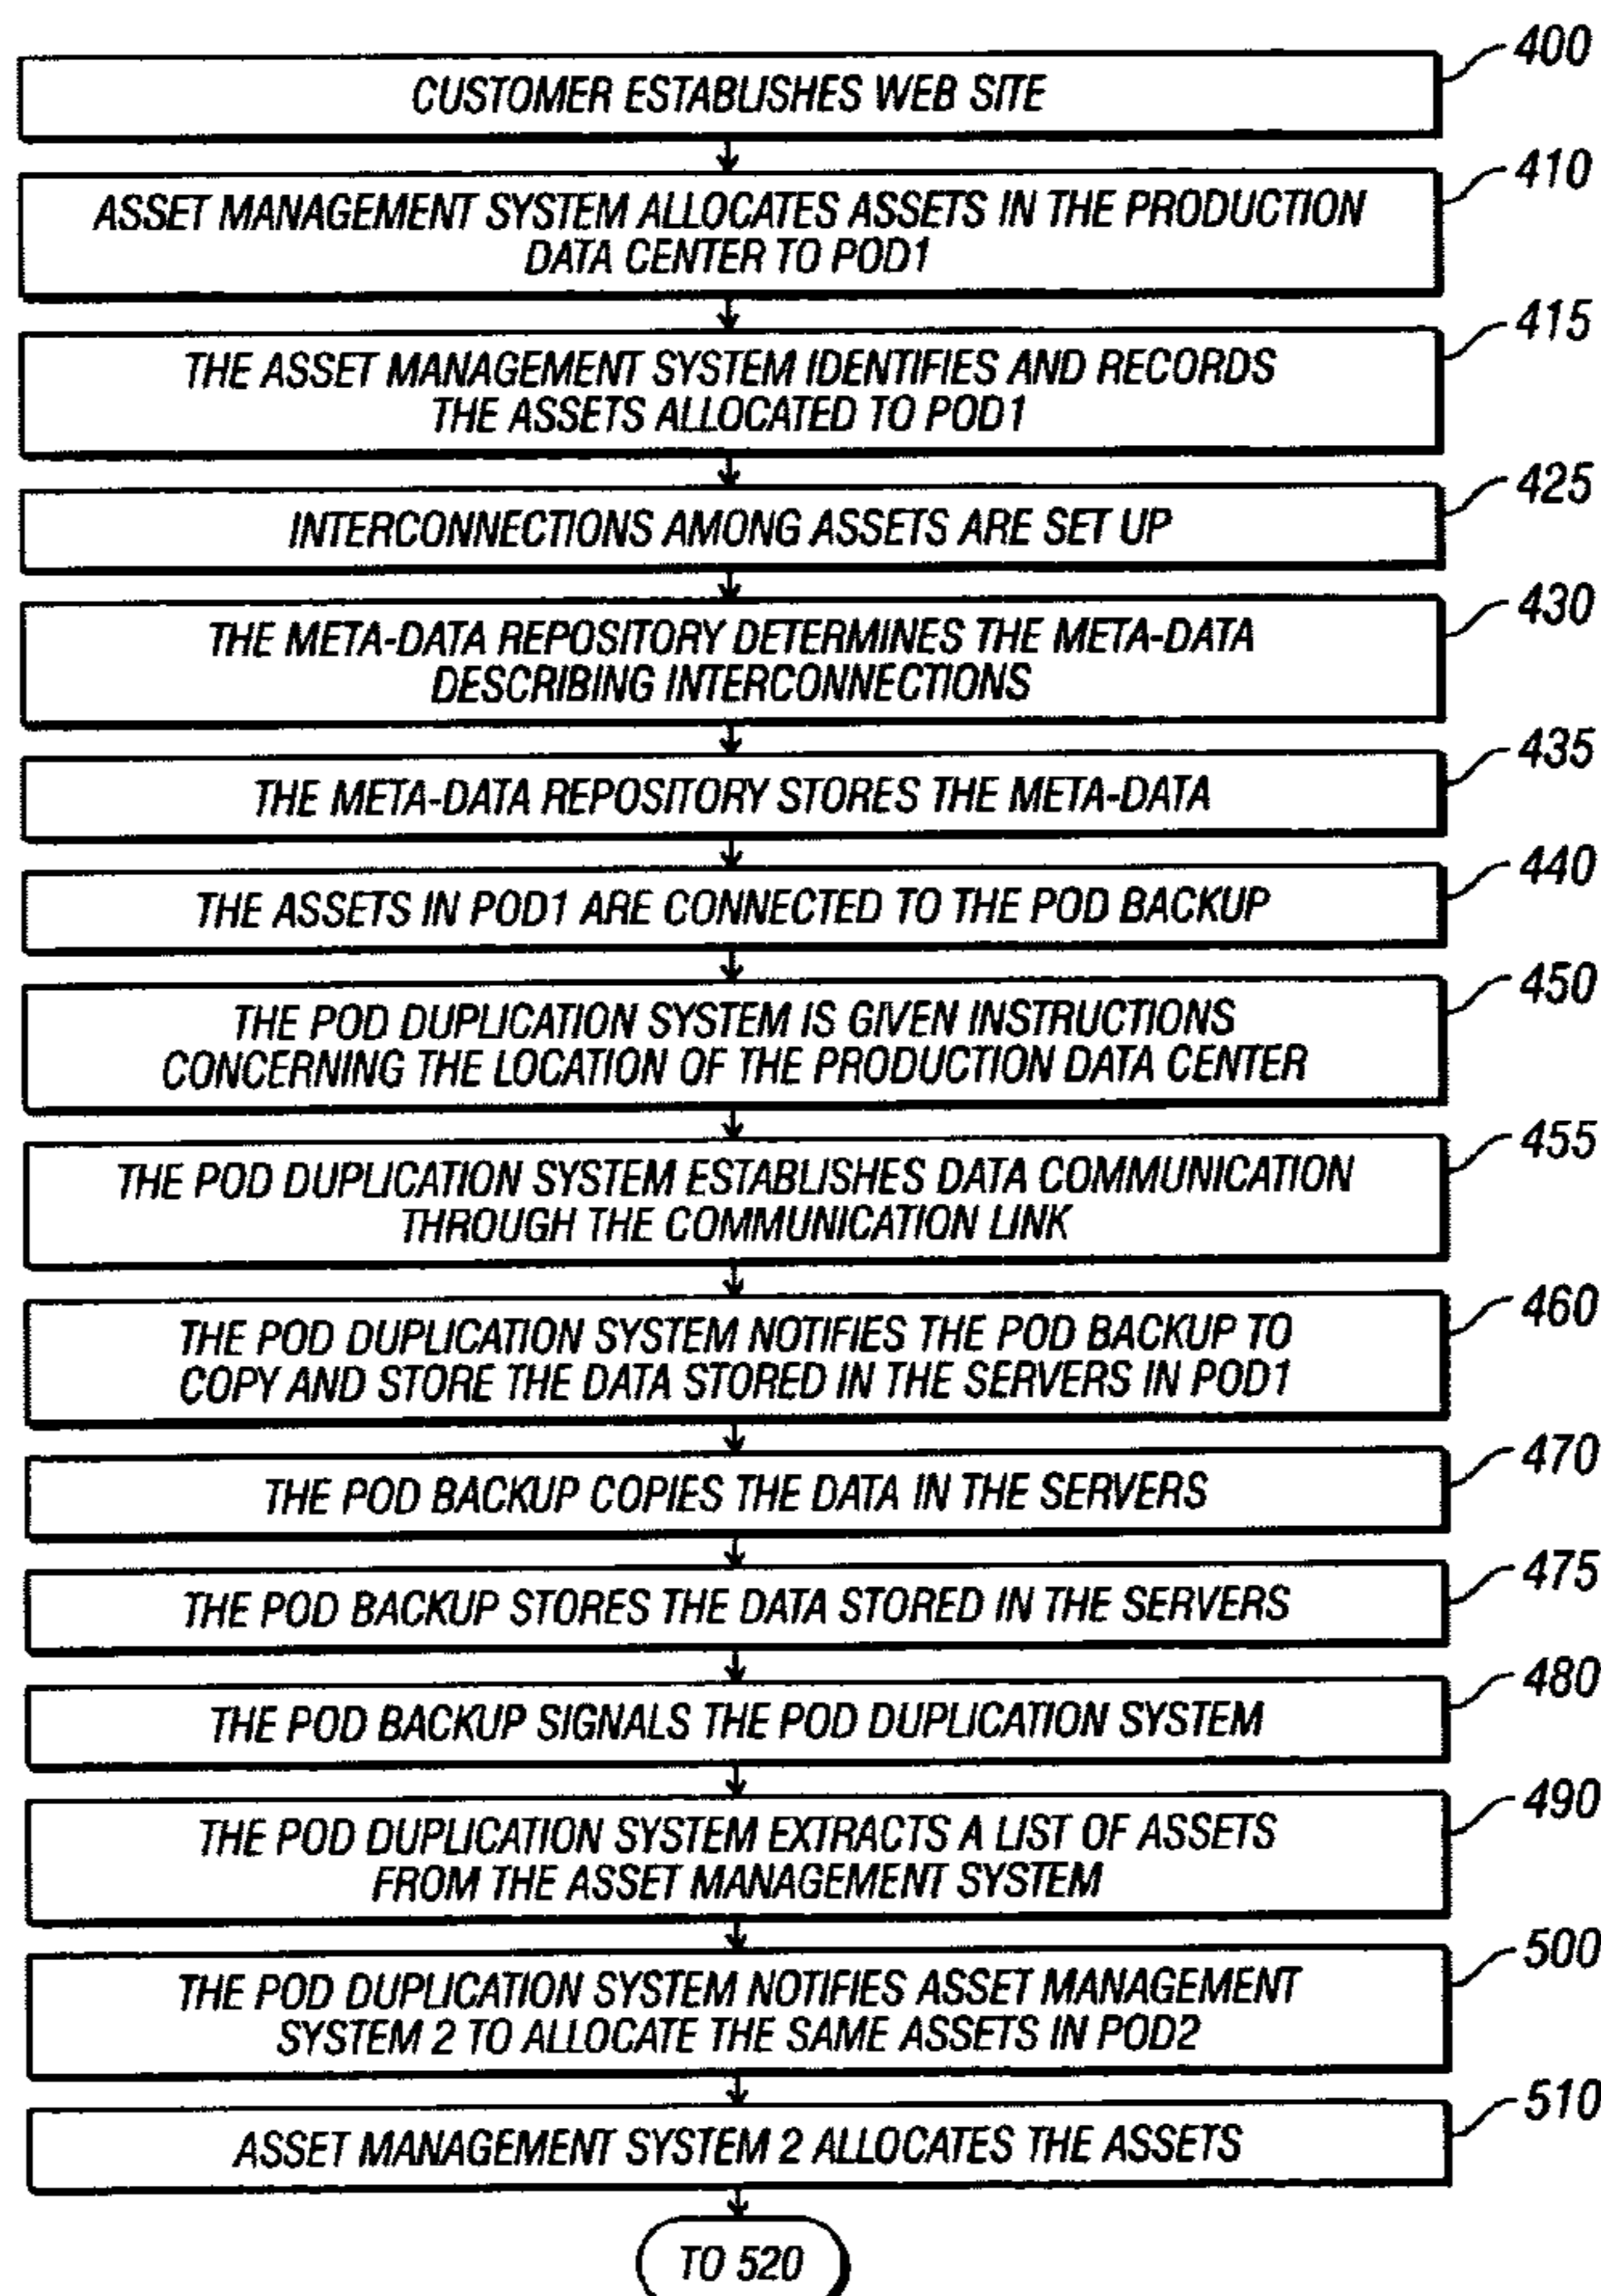 400
CUSTOMER ESTABLISHES WEB SITE
410
ASSET MANAGEMENT SYSTEM ALLOCATES ASSETS IN THE PRODUCTION
DATA CENTER TO POD1
415
THE ASSET MANAGEMENT SYSTEM IDENTIFIES AND RECORDS
THE ASSETS ALLOCATED TO POD1
425
INTERCONNECTIONS AMONG ASSETS ARE SET UP
430
THE META-DATA REPOSITORY DETERMINES THE META-DATA
DESCRIBING INTERCONNECTIONS
435
THE META-DATA REPOSITORY STORES THE META-DATA
440
THE ASSETS IN POD1 ARE CONNECTED TO THE POD BACKUP
450
THE POD DUPLICATION SYSTEM IS GIVEN INSTRUCTIONS
CONCERNING THE LOCATION OF THE PRODUCTION DATA CENTER
455
THE POD DUPLICATION SYSTEM ESTABLISHES DATA COMMUNICATION
THROUGH THE COMMUNICATION LINK
460
THE POD DUPLICATION SYSTEM NOTIFIES THE POD BACKUP TO
COPY AND STORE THE DATA STORED IN THE SERVERS IN POD1
470
THE POD BACKUP COPIES THE DATA IN THE SERVERS
475
THE POD BACKUP STORES THE DATA STORED IN THE SERVERS
480
THE POD BACKUP SIGNALS THE POD DUPLICATION SYSTEM
490
THE POD DUPLICATION SYSTEM EXTRACTS A LIST OF ASSETS
FROM THE ASSET MANAGEMENT SYSTEM
500
THE POD DUPLICATION SYSTEM NOTIFIES ASSET MANAGEMENT
SYSTEM 2 TO ALLOCATE THE SAME ASSETS IN POD2
510
ASSET MANAGEMENT SYSTEM 2 ALLOCATES THE ASSETS
TO 520